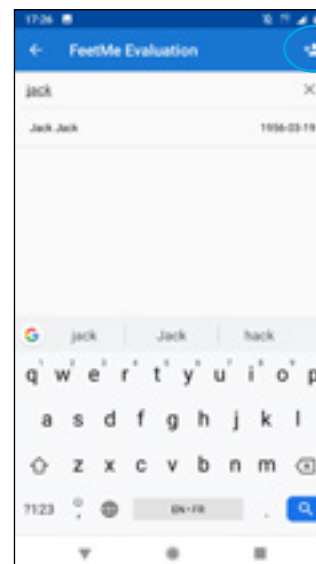 17:26
FeetMe Evaluation
jack
Jack Jack 1956-03-19
jack Jack hack
q w e r t y u i o p
a s d f g h j k l
z x c v b n m
?123 , EN • FR .